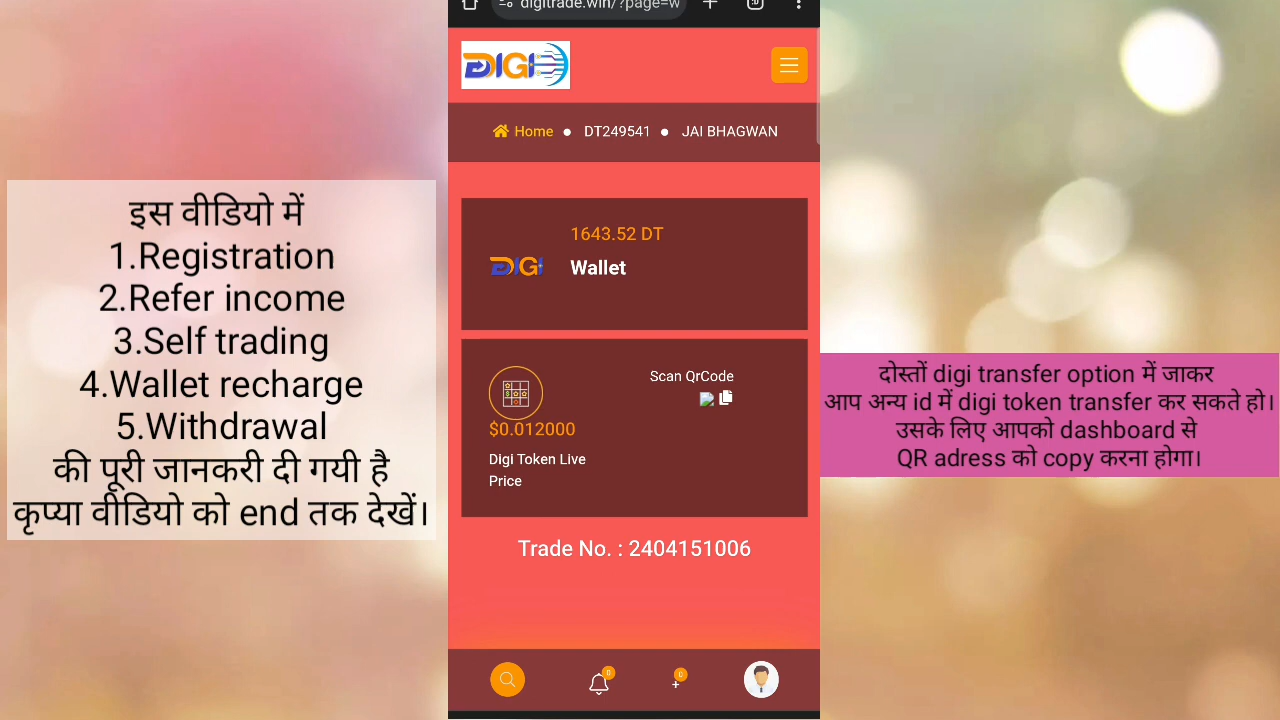 इस वीडियो में
1.Registration
2.Refer income
3.Self trading
4.Wallet recharge
5.Withdrawal
की पूरी जानकरी दी गयी है
कृप्या वीडियो को end तक देखें।
digitrade.win/?page=w
DIGI
Home ● DT249541 ● JAI BHAGWAN
1643.52 DT
DIGI
Wallet
Scan QrCode
$0.012000
Digi Token Live
Price
Trade No. : 2404151006
0
0
+
दोस्तों digi transfer option में जाकर
आप अन्य id में digi token transfer कर सकते हो।
उसके लिए आपको dashboard से
QR adress को copy करना होगा।